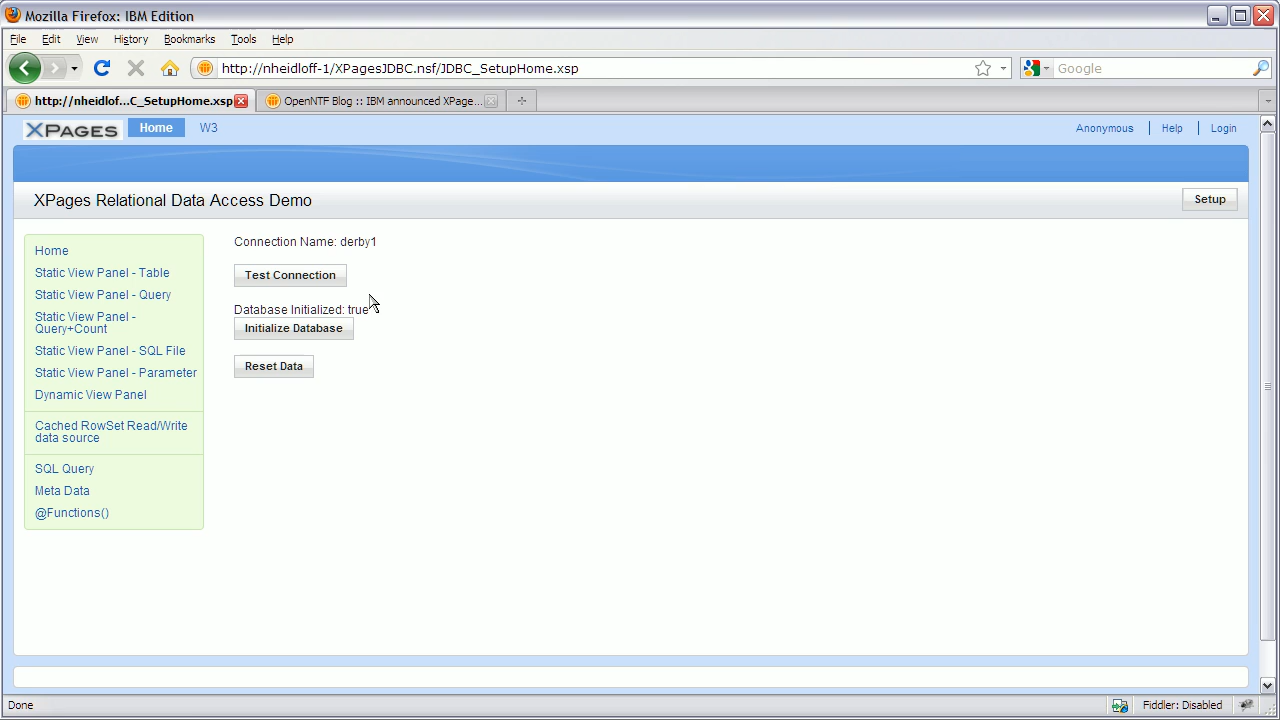 Mozilla Firefox: IBM Edition
File Edit View History Bookmarks Tools Help
http://nheidloff-1/XPagesJDBC.nsf/JDBC_SetupHome.xsp
Google
http://nheidlof...C_SetupHome.xsp
OpenNTF Blog :: IBM announced XPage...
XPAGES Home W3 Anonymous Help Login
XPages Relational Data Access Demo
Setup
Home
Static View Panel - Table
Static View Panel - Query
Static View Panel -
Query+Count
Static View Panel - SQL File
Static View Panel - Parameter
Dynamic View Panel
Cached RowSet Read/Write
data source
SQL Query
Meta Data
@Functions()
Connection Name: derby1
Test Connection
Database Initialized: true
Initialize Database
Reset Data
Done
Fiddler: Disabled